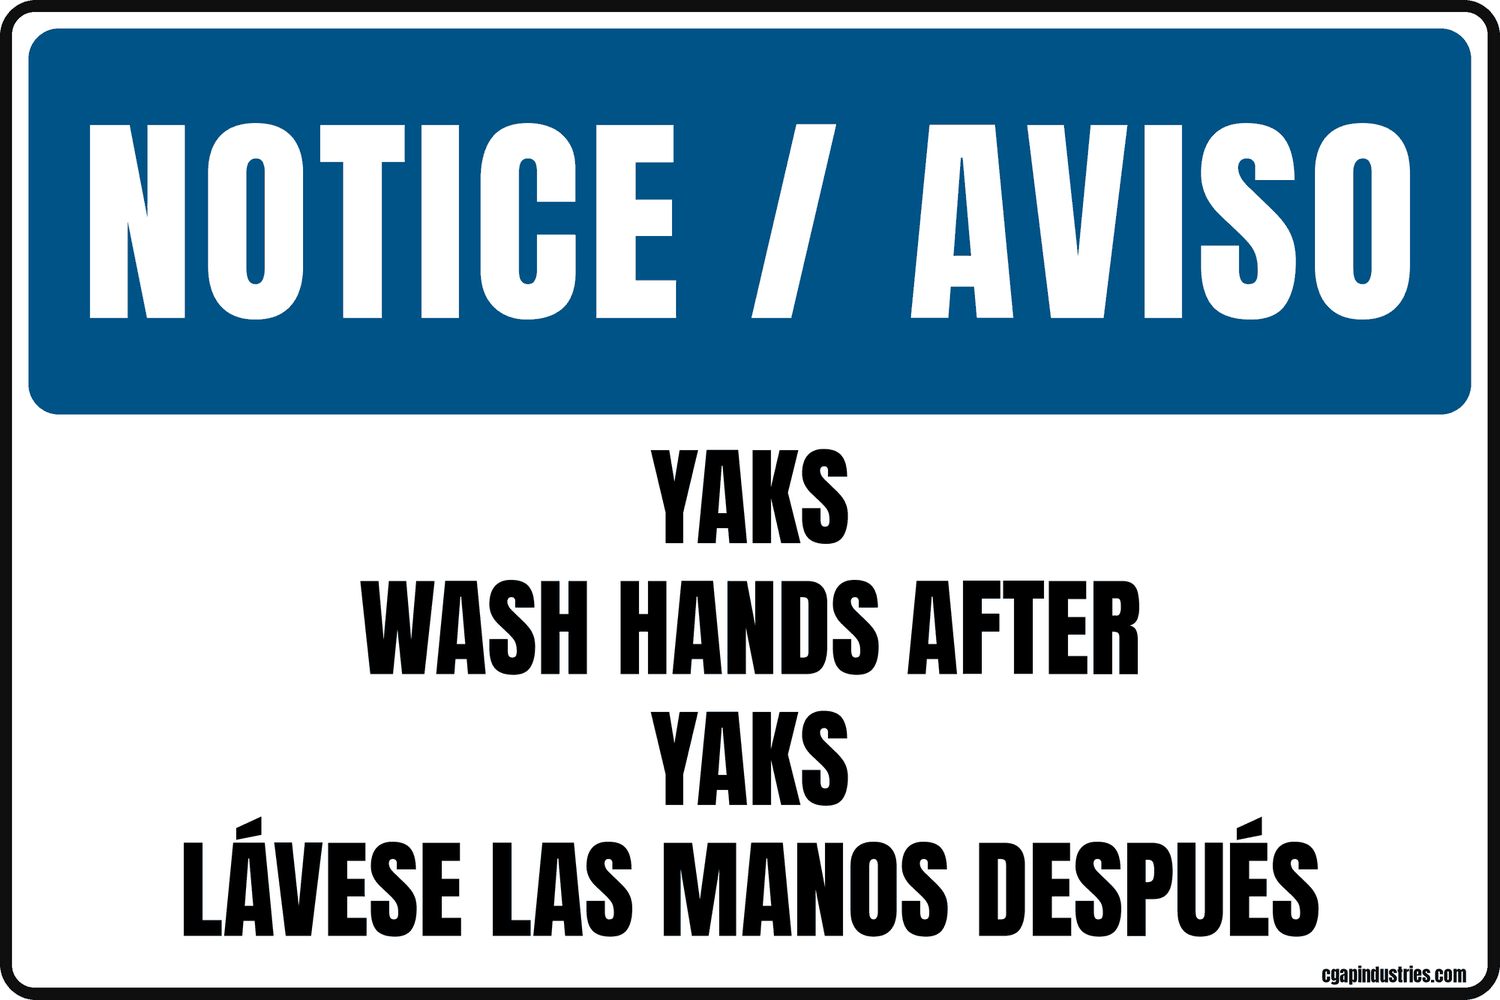 NOTICE / AVISO
YAKS
WASH HANDS AFTER
YAKS
LÁVESE LAS MANOS DESPUÉS
cgapindustries.com